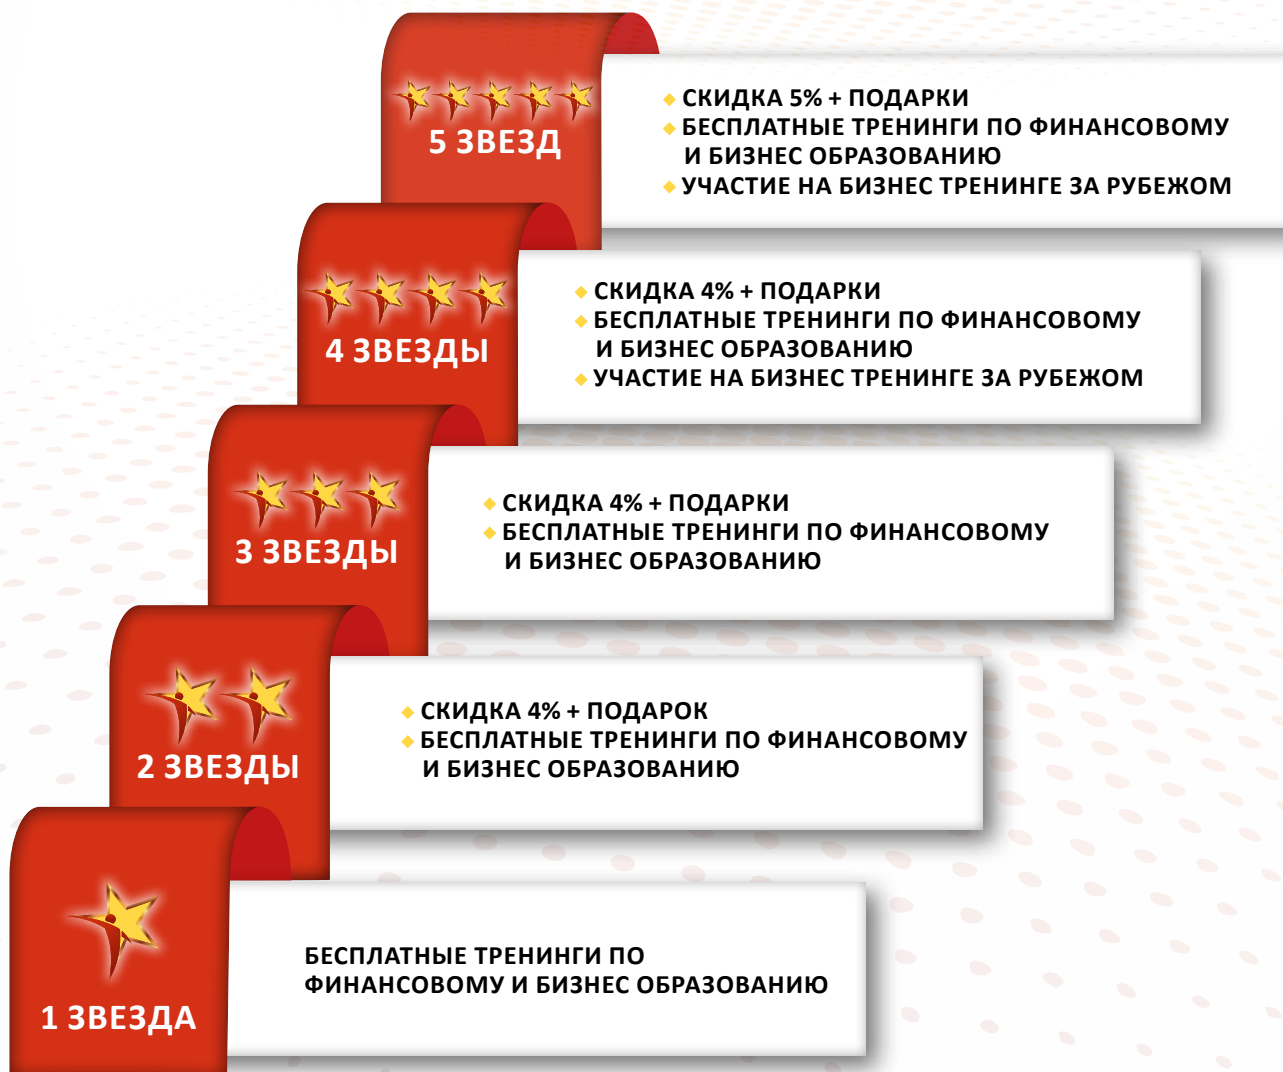 5 ЗВЕЗД
СКИДКА 5% + ПОДАРКИ
БЕСПЛАТНЫЕ ТРЕНИНГИ ПО ФИНАНСОВОМУ
И БИЗНЕС ОБРАЗОВАНИЮ
УЧАСТИЕ НА БИЗНЕС ТРЕНИНГЕ ЗА РУБЕЖОМ
4 ЗВЕЗДЫ
СКИДКА 4% + ПОДАРКИ
БЕСПЛАТНЫЕ ТРЕНИНГИ ПО ФИНАНСОВОМУ
И БИЗНЕС ОБРАЗОВАНИЮ
УЧАСТИЕ НА БИЗНЕС ТРЕНИНГЕ ЗА РУБЕЖОМ
3 ЗВЕЗДЫ
СКИДКА 4% + ПОДАРКИ
БЕСПЛАТНЫЕ ТРЕНИНГИ ПО ФИНАНСОВОМУ
И БИЗНЕС ОБРАЗОВАНИЮ
2 ЗВЕЗДЫ
СКИДКА 4% + ПОДАРОК
БЕСПЛАТНЫЕ ТРЕНИНГИ ПО ФИНАНСОВОМУ
И БИЗНЕС ОБРАЗОВАНИЮ
1 ЗВЕЗДА
БЕСПЛАТНЫЕ ТРЕНИНГИ ПО
ФИНАНСОВОМУ И БИЗНЕС ОБРАЗОВАНИЮ